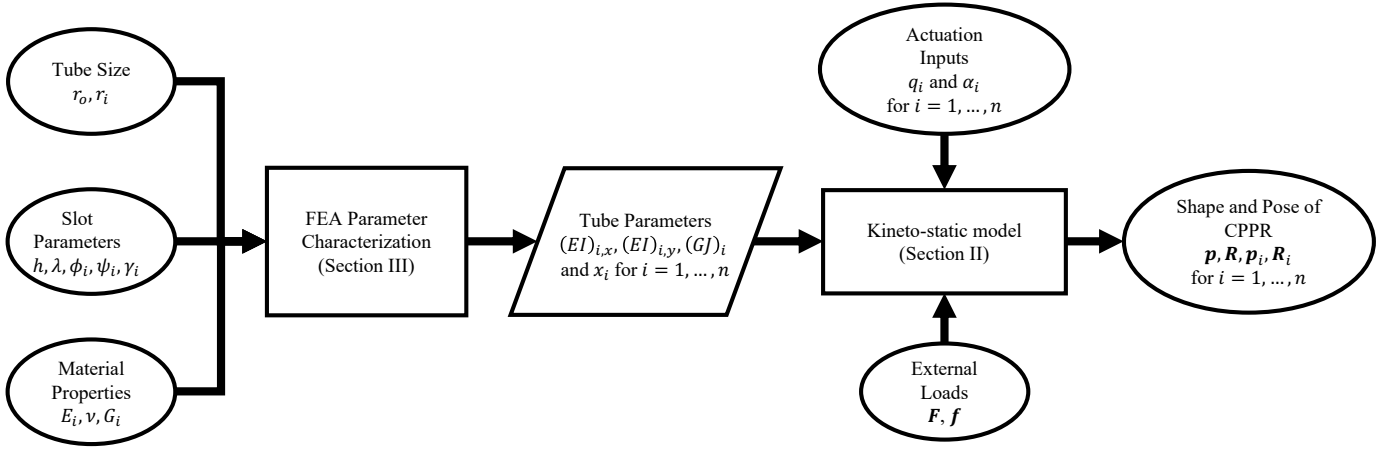 Tube Size
r_o, r_i
Slot
Parameters
h, λ, ϕ_i, ψ_i, γ_i
Material
Properties
E_i, ν, G_i
FEA Parameter
Characterization
(Section III)
Tube Parameters
(EI)_{i,x}, (EI)_{i,y}, (GJ)_i
and x_i for i = 1, … , n
Actuation
Inputs
q_i and α_i
for i = 1, … , n
Kineto-static model
(Section II)
External
Loads
F, f
Shape and Pose of
CPPR
p, R, p_i, R_i
for i = 1, … , n